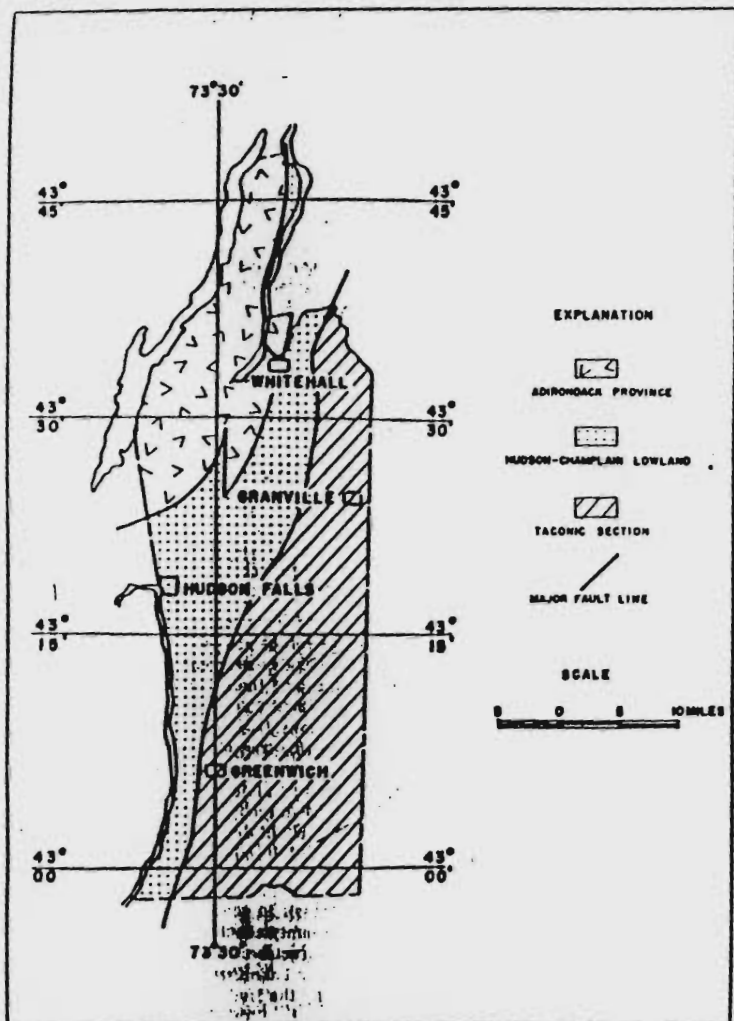 73°30'
43°
45'
43°
45'
EXPLANATION
ADIRONDACK PROVINCE
WHITEHALL
43°
30'
43°
30'
HUDSON-CHAMPLAIN LOWLAND
GRANVILLE
TACONIC SECTION
HUDSON FALLS
MAJOR FAULT LINE
43°
15'
43°
15'
SCALE
5 0 5 10 MILES
GREENWICH
43°
00'
43°
00'
73°30'